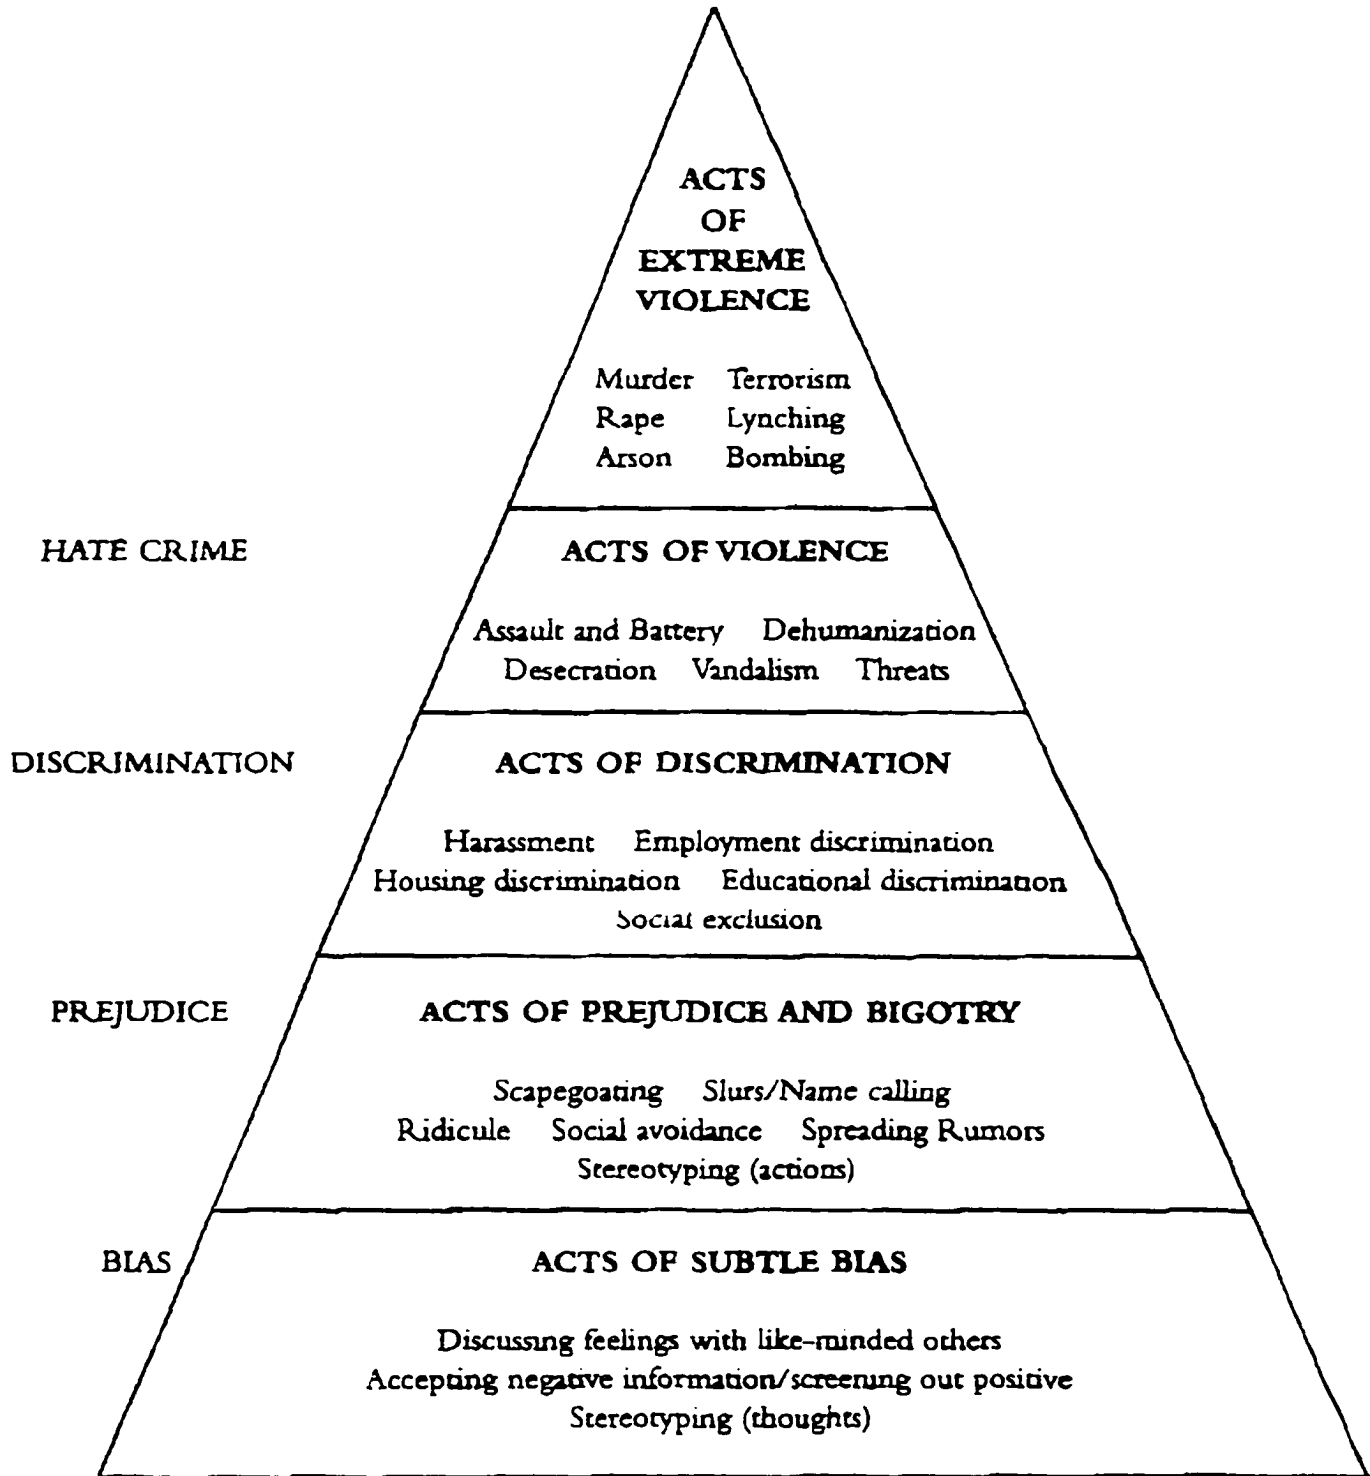 ACTS
OF
EXTREME
VIOLENCE
Murder Terrorism
Rape Lynching
Arson Bombing
HATE CRIME ACTS OF VIOLENCE
Assault and Battery Dehumanization
Desecration Vandalism Threats
DISCRIMINATION ACTS OF DISCRIMINATION
Harassment Employment discrimination
Housing discrimination Educational discrimination
Social exclusion
PREJUDICE ACTS OF PREJUDICE AND BIGOTRY
Scapegoating Slurs/Name calling
Ridicule Social avoidance Spreading Rumors
Stereotyping (actions)
BIAS ACTS OF SUBTLE BIAS
Discussing feelings with like-minded others
Accepting negative information/screening out positive
Stereotyping (thoughts)